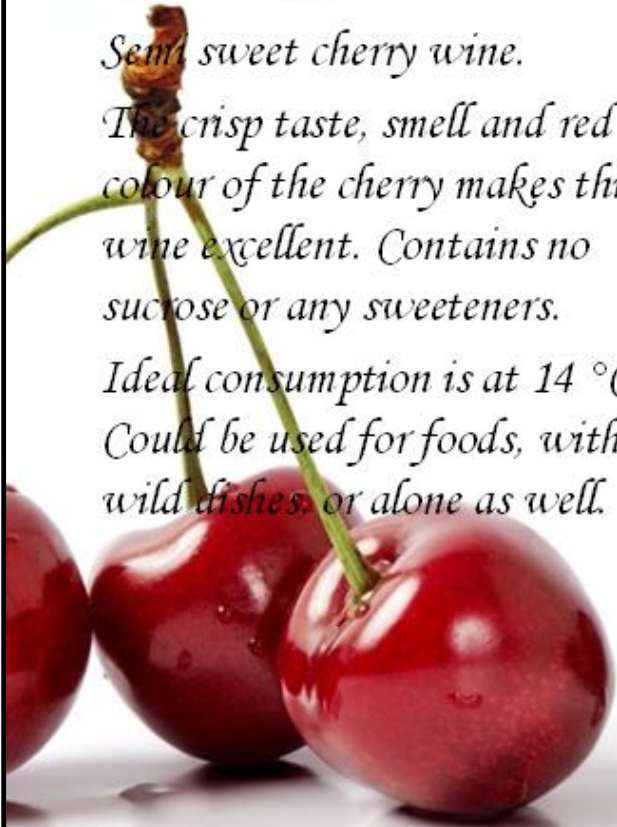 Semi sweet cherry wine.
The crisp taste, smell and red
colour of the cherry makes thi
wine excellent. Contains no
sucrose or any sweeteners.
Ideal consumption is at 14 °
Could be used for foods, with
wild dishes, or alone as well.